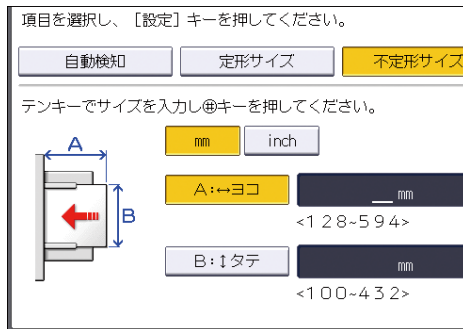 項目を選択し、［設定］キーを押してください。
自動検知 定形サイズ 不定形サイズ
テンキーでサイズを入力し⊕キーを押してください。
mm inch
A
A:↔ヨコ __ mm
B
<128~594>
B:↕タテ mm
<100~432>